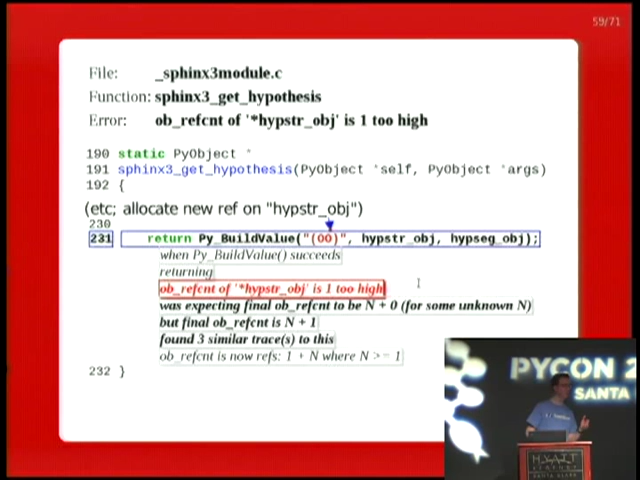 59/71
File: _sphinx3module.c
Function: sphinx3_get_hypothesis
Error: ob_refcnt of '*hypstr_obj' is 1 too high
190 static PyObject *
191 sphinx3_get_hypothesis(PyObject *self, PyObject *args)
192 {
(etc; allocate new ref on "hypstr_obj")
230
231 return Py_BuildValue("(OO)", hypstr_obj, hypseg_obj);
when Py_BuildValue() succeeds
returning
ob_refcnt of '*hypstr_obj' is 1 too high
was expecting final ob_refcnt to be N + 0 (for some unknown N)
but final ob_refcnt is N + 1
found 3 similar trace(s) to this
ob_refcnt is now refs: 1 + N where N >= 1
232 }
PYCON 2
SANTA
HYATT
REGENCY
SANTA CLARA